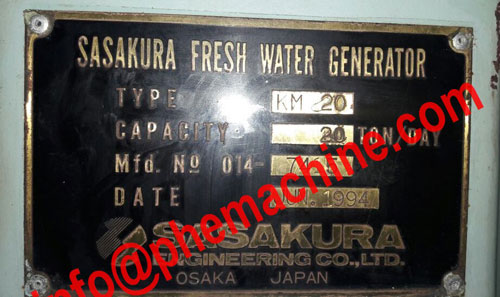 SASAKURA FRESH WATER GENERATOR
TYPE KM 20
CAPACITY 20 TON/DAY
Mfd. No 014-
DATE JUN. 1994
SASAKURA
ENGINEERING CO., LTD.
OSAKA JAPAN
info@phemachine.com